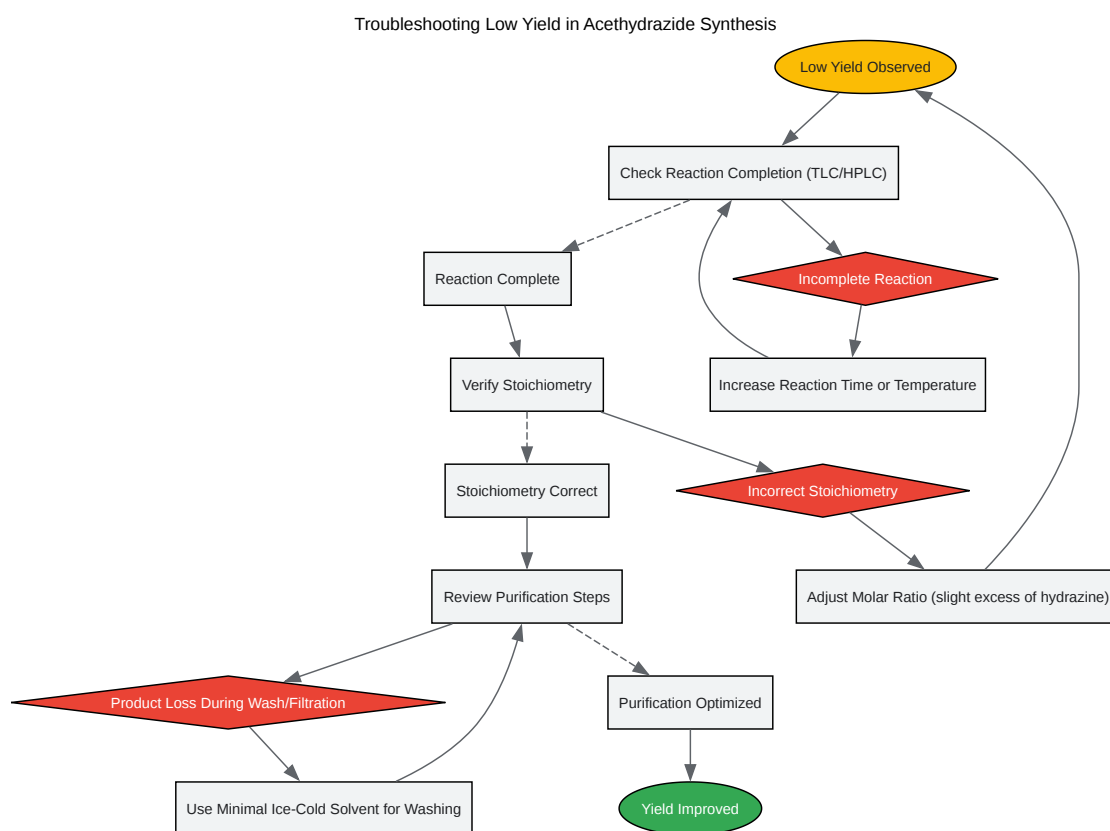 Troubleshooting Low Yield in Acethydrazide Synthesis
Low Yield Observed
Check Reaction Completion (TLC/HPLC)
Reaction Complete
Incomplete Reaction
Verify Stoichiometry
Increase Reaction Time or Temperature
Stoichiometry Correct
Incorrect Stoichiometry
Review Purification Steps
Adjust Molar Ratio (slight excess of hydrazine)
Product Loss During Wash/Filtration
Purification Optimized
Use Minimal Ice-Cold Solvent for Washing
Yield Improved